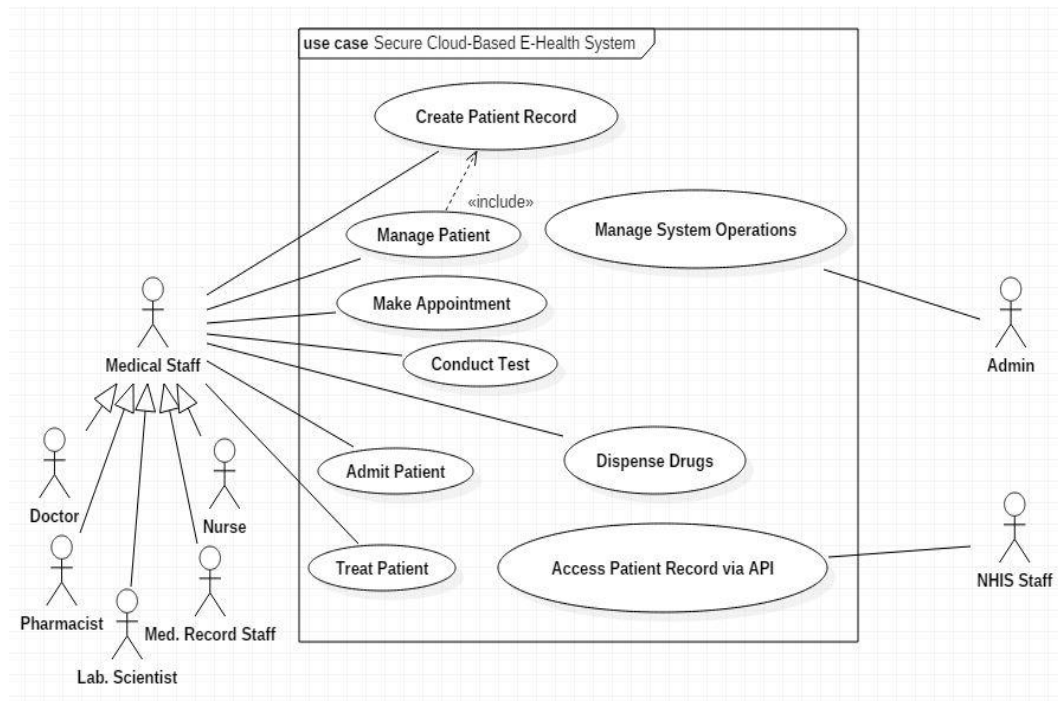 use case Secure Cloud-Based E-Health System
Create Patient Record
«include»
Manage Patient
Manage System Operations
Make Appointment
Conduct Test
Medical Staff
Admin
Dispense Drugs
Admit Patient
Doctor
Nurse
Treat Patient
Access Patient Record via API
NHIS Staff
Pharmacist
Med. Record Staff
Lab. Scientist